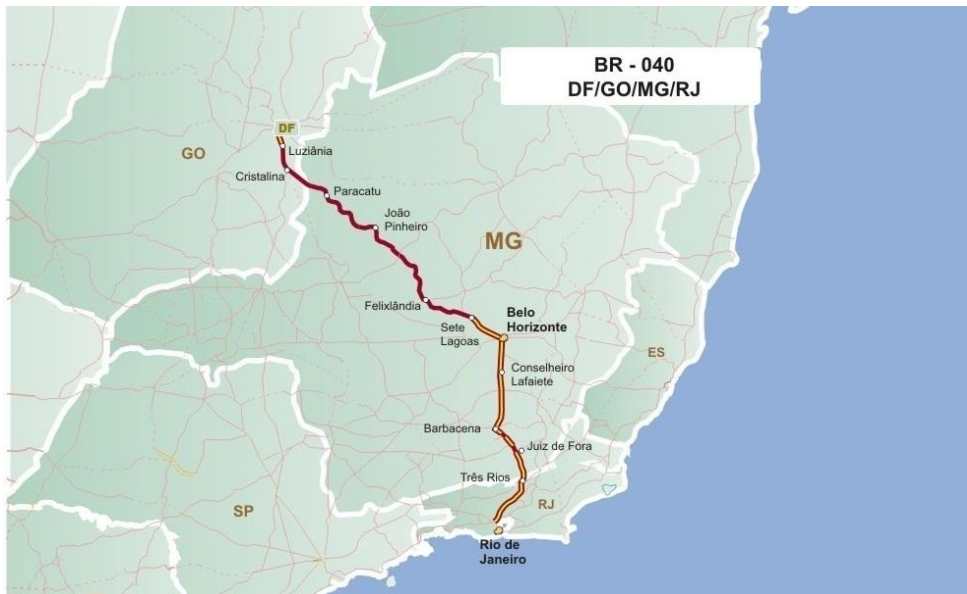 BR - 040
DF/GO/MG/RJ
DF
Luziânia
GO
Cristalina
Paracatu
João
Pinheiro
MG
Felixlândia
Sete
Lagoas
Belo
Horizonte
ES
Conselheiro
Lafaiete
Barbacena
Juiz de Fora
Três Rios
RJ
SP
Rio de
Janeiro